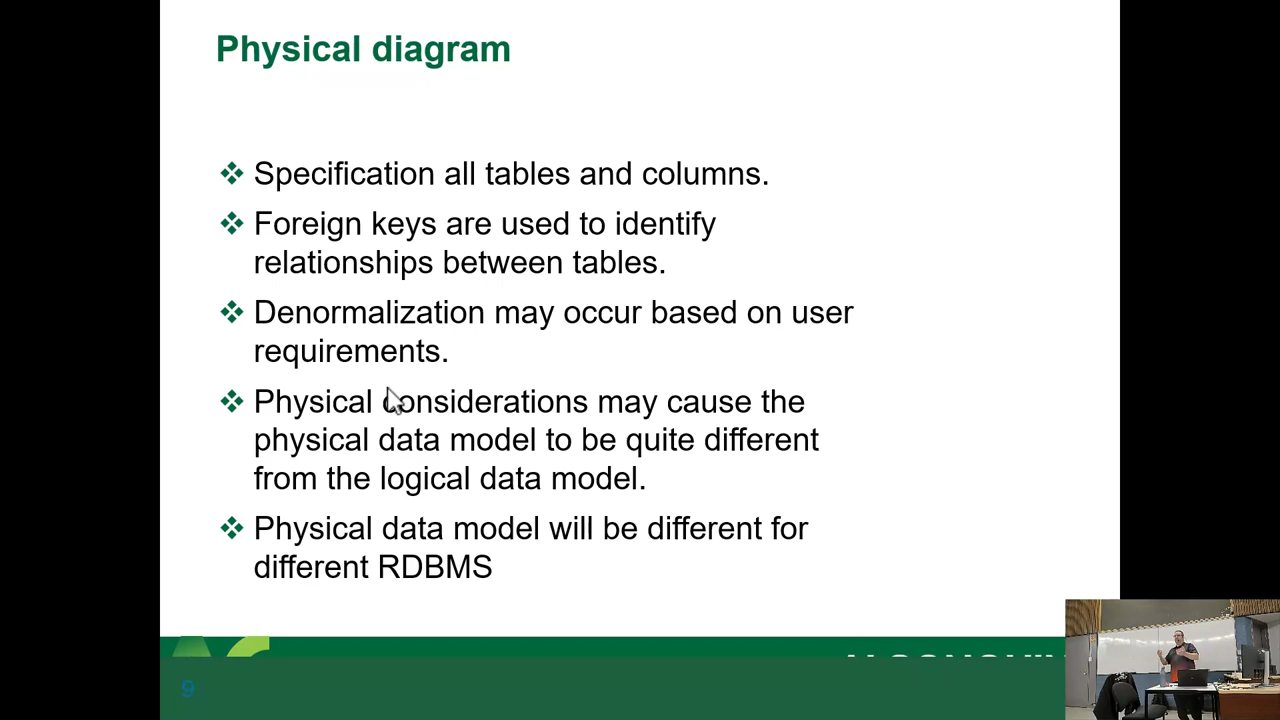 Physical diagram
Specification all tables and columns.
Foreign keys are used to identify
relationships between tables.
Denormalization may occur based on user
requirements.
Physical considerations may cause the
physical data model to be quite different
from the logical data model.
Physical data model will be different for
different RDBMS
9